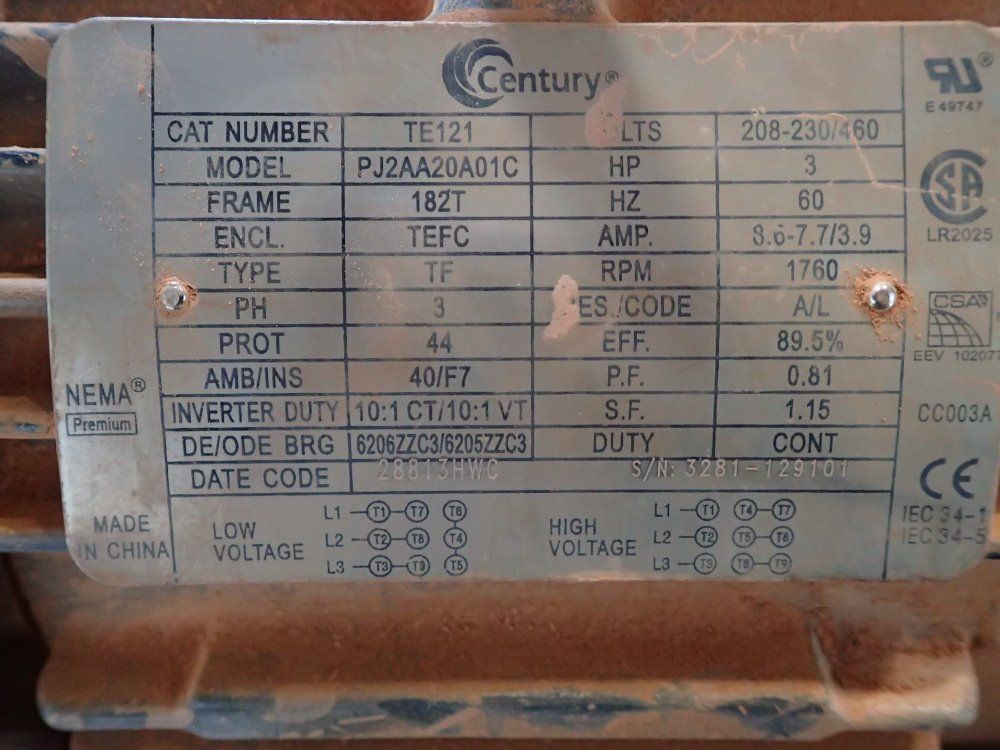 Century®
CAT NUMBER TE121 LTS 208-230/460
MODEL PJ2AA20A01C HP 3
FRAME 182T HZ 60
ENCL. TEFC AMP. 8.6-7.7/3.9
TYPE TF RPM 1760
PH 3 ES./CODE A/L
PROT 44 EFF. 89.5%
AMB/INS 40/F7 P.F. 0.81
INVERTER DUTY 10:1 CT/10:1 VT S.F. 1.15
DE/ODE BRG 6206ZZC3/6205ZZC3 DUTY CONT
DATE CODE 28813HWC S/N: 3281-129101
LOW VOLTAGE
L1 T1 T7 T6
L2 T2 T8 T4
L3 T3 T9 T5
HIGH VOLTAGE
L1 T1 T4 T7
L2 T2 T5 T8
L3 T3 T6 T9
NEMA®
Premium
MADE
IN CHINA
RU®
E49747
SA
LR2025
CSA
EEV 102077
CC003A
CE
IEC 34-1
IEC 34-5